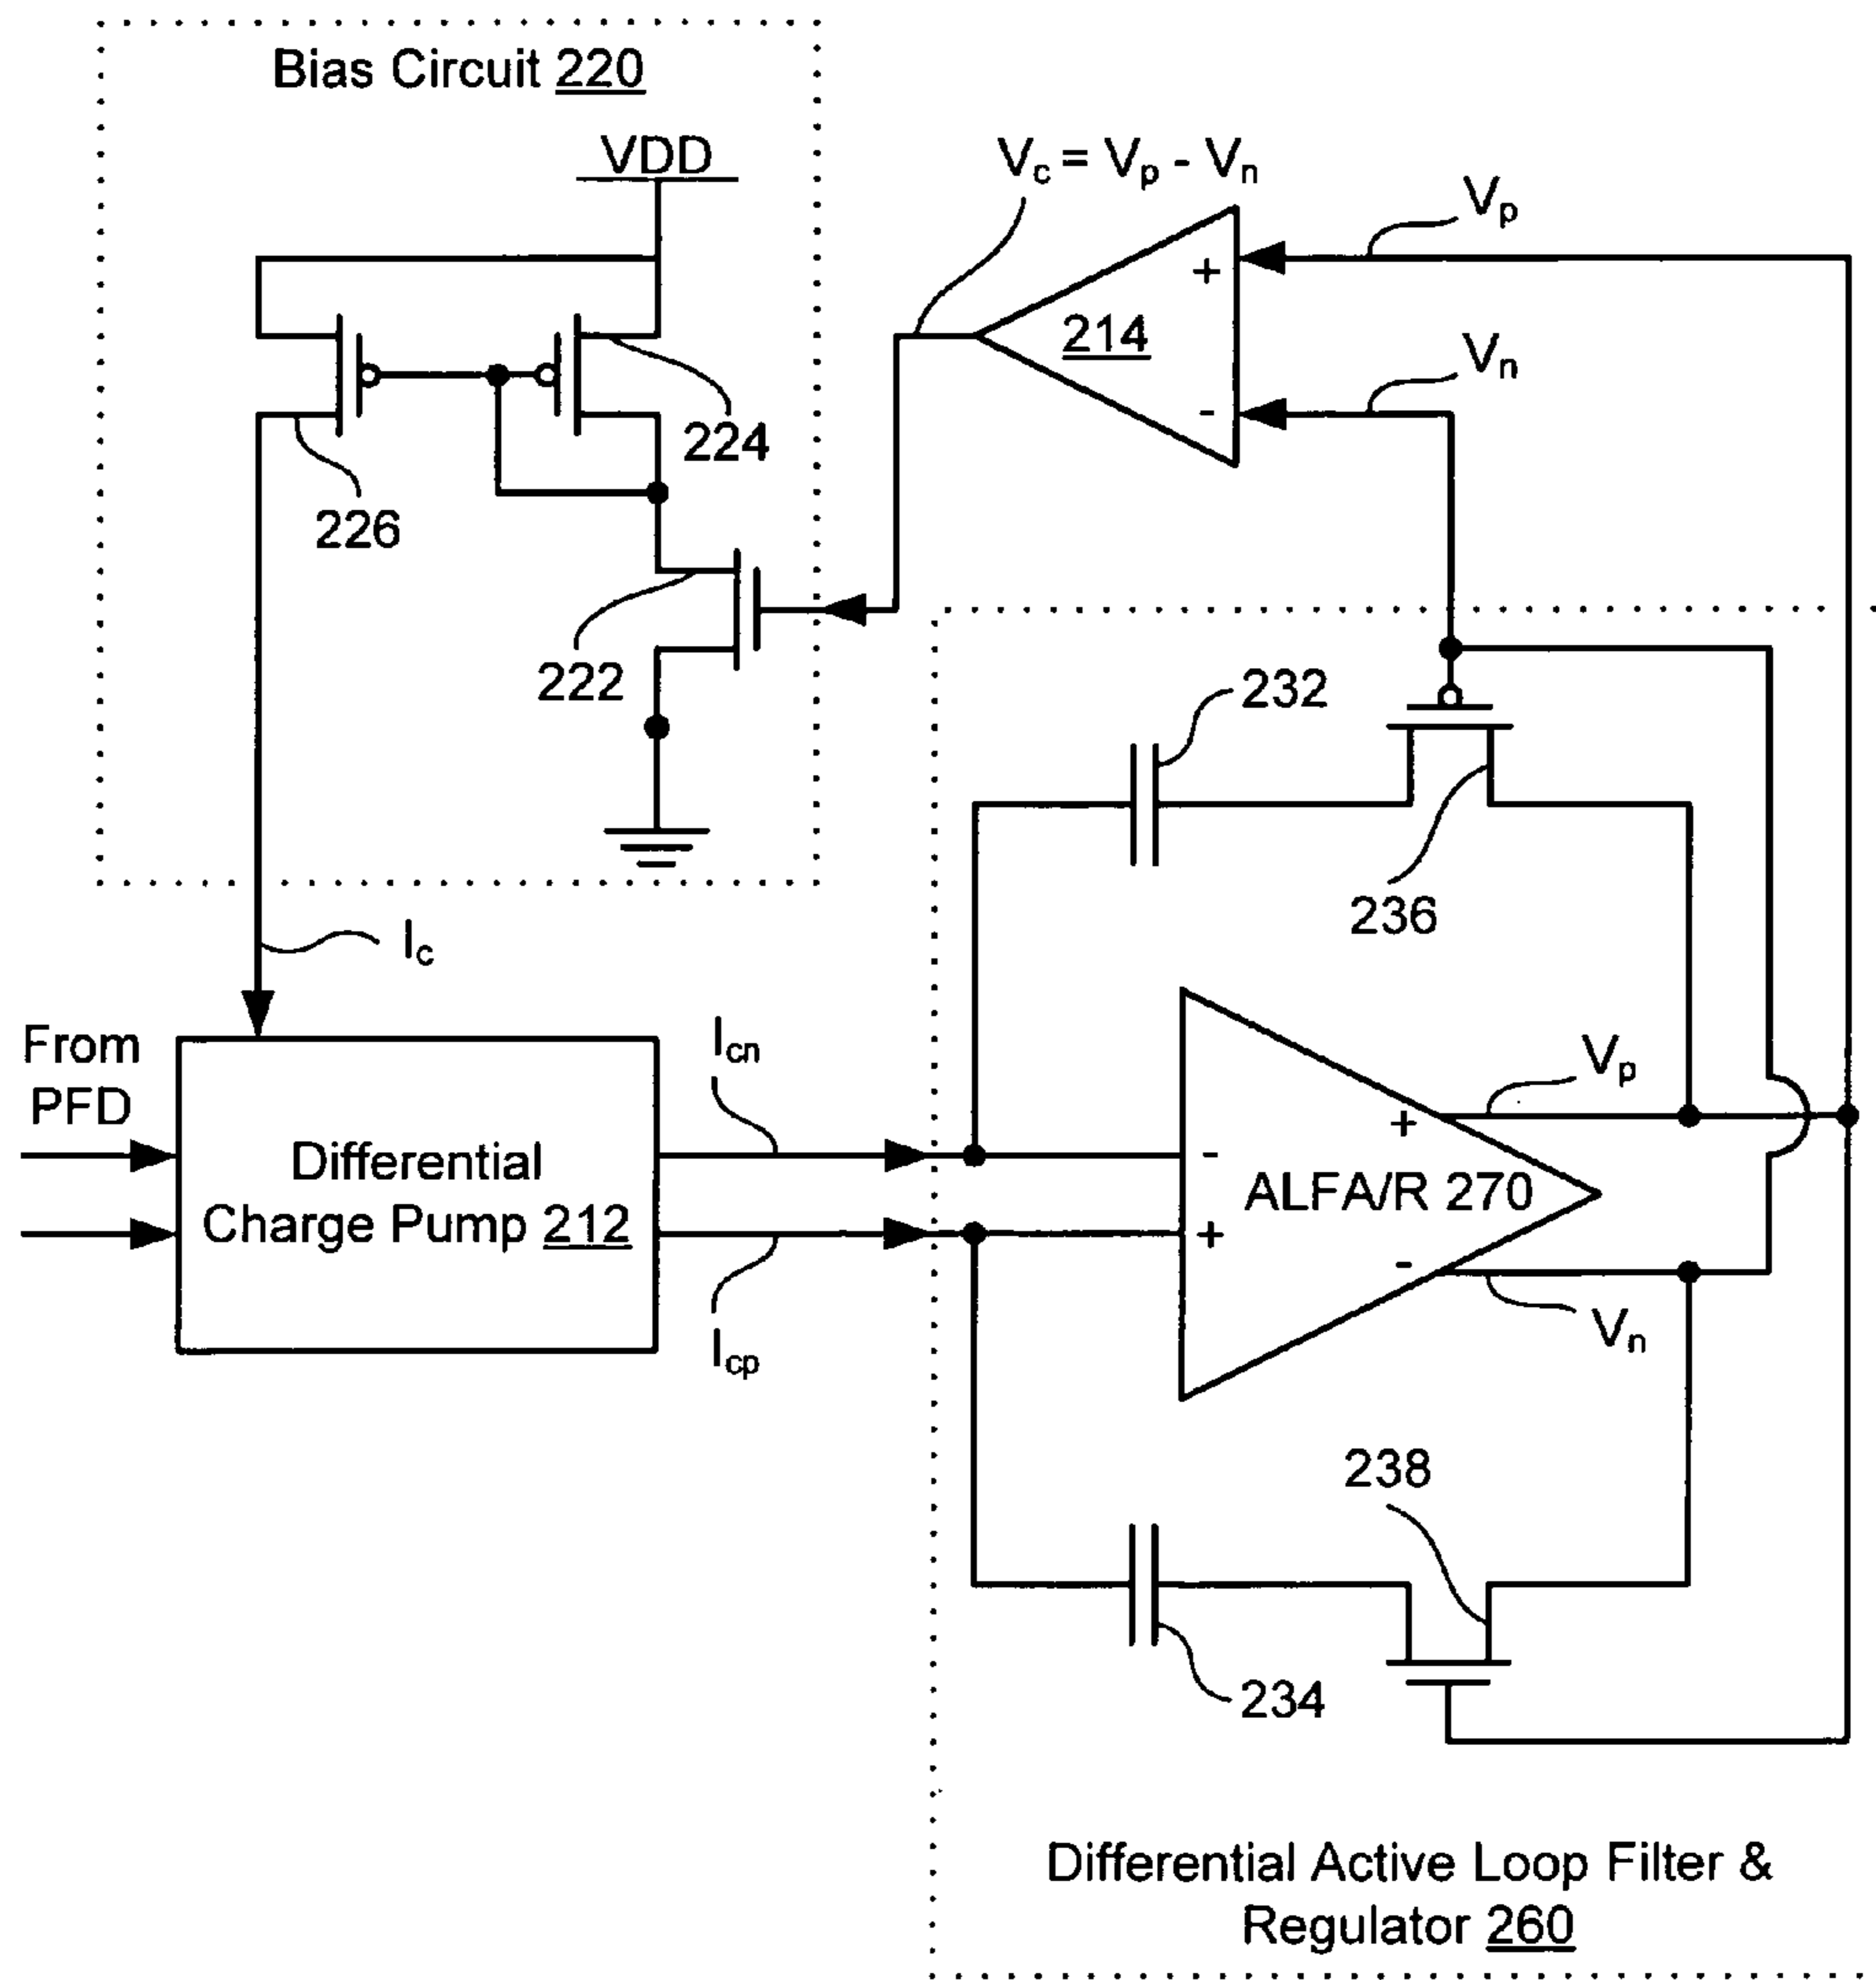 Bias Circuit 220
VDD
Vc = Vp - Vn
Vp
+
214
Vn
-
224
226
222
232
236
Ic
From
PFD
Icn
Differential
Charge Pump 212
Icp
-
+
ALFA/R 270
+
-
Vp
Vn
238
234
Differential Active Loop Filter &
Regulator 260